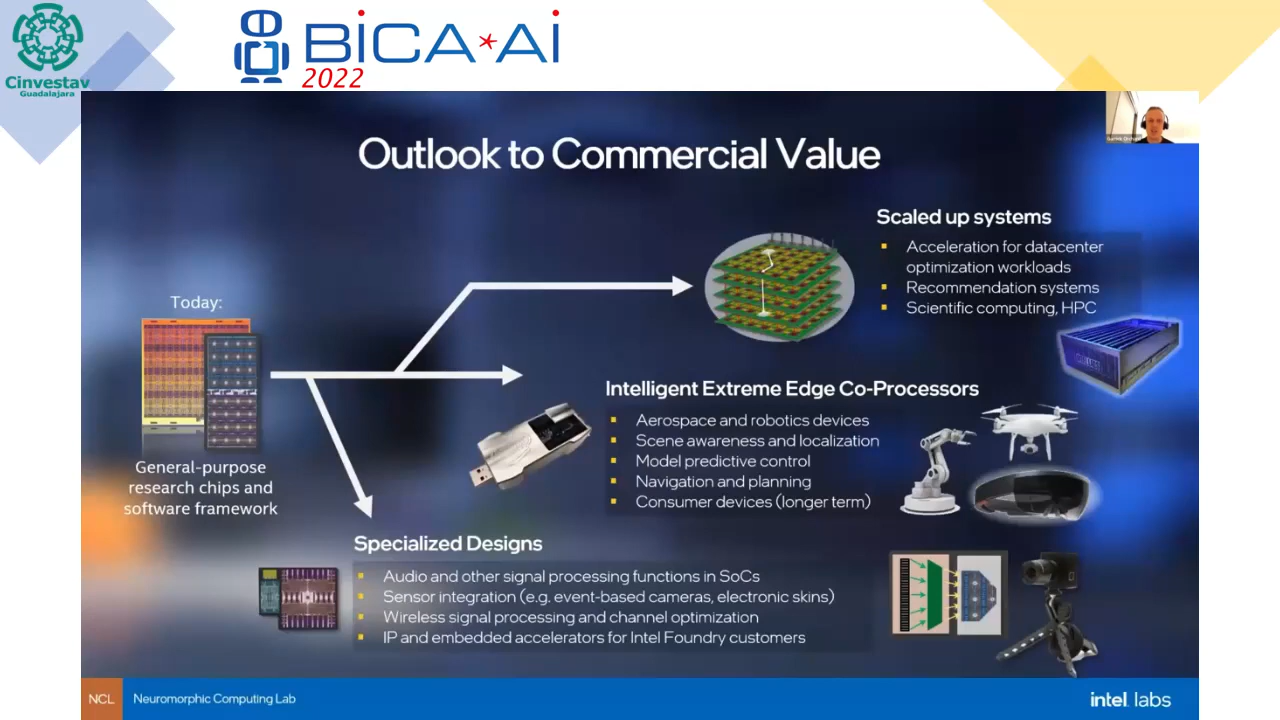 Cinvestav
Guadalajara
BiCA*Ai
2022
Outlook to Commercial Value
Scaled up systems
Acceleration for datacenter
optimization workloads
Recommendation systems
Scientific computing, HPC
Today:
General-purpose
research chips and
software framework
Intelligent Extreme Edge Co-Processors
Aerospace and robotics devices
Scene awareness and localization
Model predictive control
Navigation and planning
Consumer devices (longer term)
Specialized Designs
Audio and other signal processing functions in SoCs
Sensor integration (e.g. event-based cameras, electronic skins)
Wireless signal processing and channel optimization
IP and embedded accelerators for Intel Foundry customers
NCL
Neuromorphic Computing Lab
intel labs